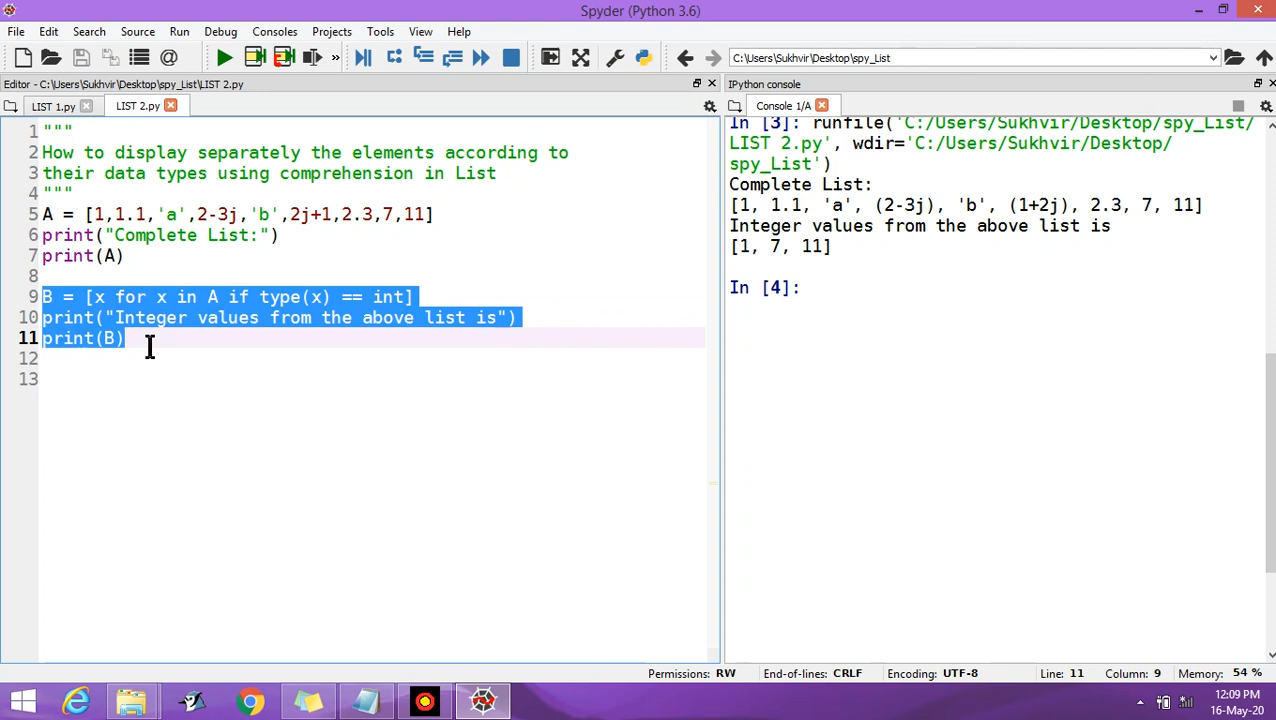 Spyder (Python 3.6)
File Edit Search Source Run Debug Consoles Projects Tools View Help
C:\Users\Sukhvir\Desktop\spy_List
Editor - C:\Users\Sukhvir\Desktop\spy_List\LIST 2.py
LIST 1.py LIST 2.py
1 """
2 How to display separately the elements according to
3 their data types using comprehension in List
4 """
5 A = [1,1.1,'a',2-3j,'b',2j+1,2.3,7,11]
6 print("Complete List:")
7 print(A)
8
9 B = [x for x in A if type(x) == int]
10 print("Integer values from the above list is")
11 print(B)
12
13
IPython console
Console 1/A
In [3]: runfile('C:/Users/Sukhvir/Desktop/spy_List/
LIST 2.py', wdir='C:/Users/Sukhvir/Desktop/
spy_List')
Complete List:
[1, 1.1, 'a', (2-3j), 'b', (1+2j), 2.3, 7, 11]
Integer values from the above list is
[1, 7, 11]
In [4]:
Permissions: RW End-of-lines: CRLF Encoding: UTF-8 Line: 11 Column: 9 Memory: 54 %
12:09 PM
16-May-20